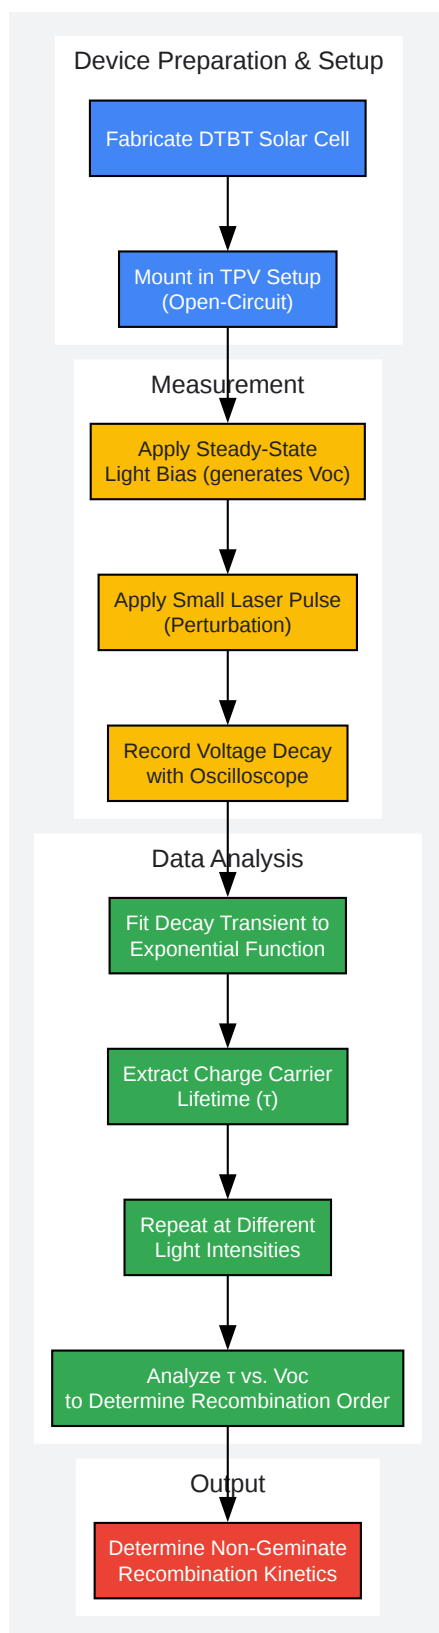 Device Preparation & Setup
Fabricate DTBT Solar Cell
Mount in TPV Setup
(Open-Circuit)
Measurement
Apply Steady-State
Light Bias (generates Voc)
Apply Small Laser Pulse
(Perturbation)
Record Voltage Decay
with Oscilloscope
Data Analysis
Fit Decay Transient to
Exponential Function
Extract Charge Carrier
Lifetime (τ)
Repeat at Different
Light Intensities
Analyze τ vs. Voc
to Determine Recombination Order
Output
Determine Non-Geminate
Recombination Kinetics